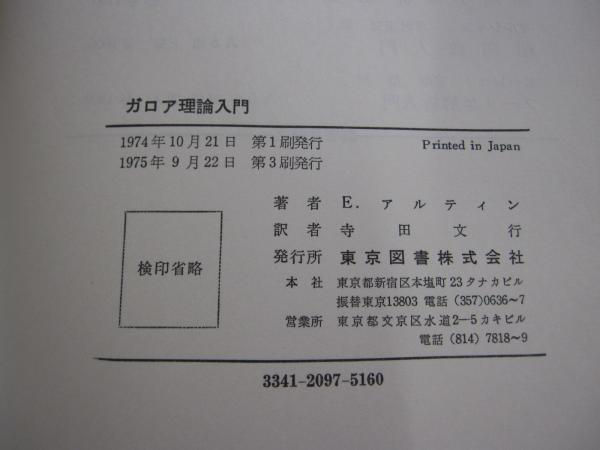 ガロア理論入門
1974年10月21日 第1刷発行 Printed in Japan
1975年9月22日 第3刷発行
著者 E. アルティン
訳者 寺田文行
発行所 東京図書株式会社
検印省略
本社 東京都新宿区本塩町23タナカビル
振替東京13803 電話(357)0636~7
営業所 東京都文京区水道2-5カキビル
電話(814)7818~9
3341-2097-5160